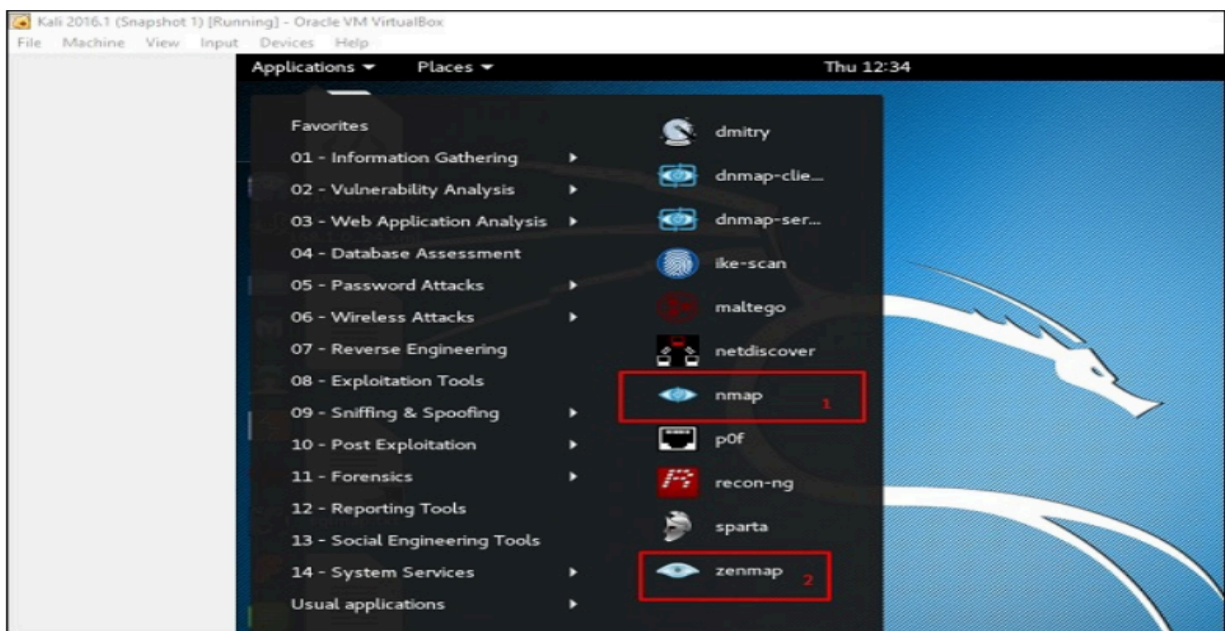 Kali 2016.1 (Snapshot 1) [Running] - Oracle VM VirtualBox
File Machine View Input Devices Help
Applications Places Thu 12:34
Favorites
01 - Information Gathering
02 - Vulnerability Analysis
03 - Web Application Analysis
04 - Database Assessment
05 - Password Attacks
06 - Wireless Attacks
07 - Reverse Engineering
08 - Exploitation Tools
09 - Sniffing & Spoofing
10 - Post Exploitation
11 - Forensics
12 - Reporting Tools
13 - Social Engineering Tools
14 - System Services
Usual applications
dmitry
dnmap-clie...
dnmap-ser...
ike-scan
maltego
netdiscover
nmap 1
p0f
recon-ng
sparta
zenmap 2